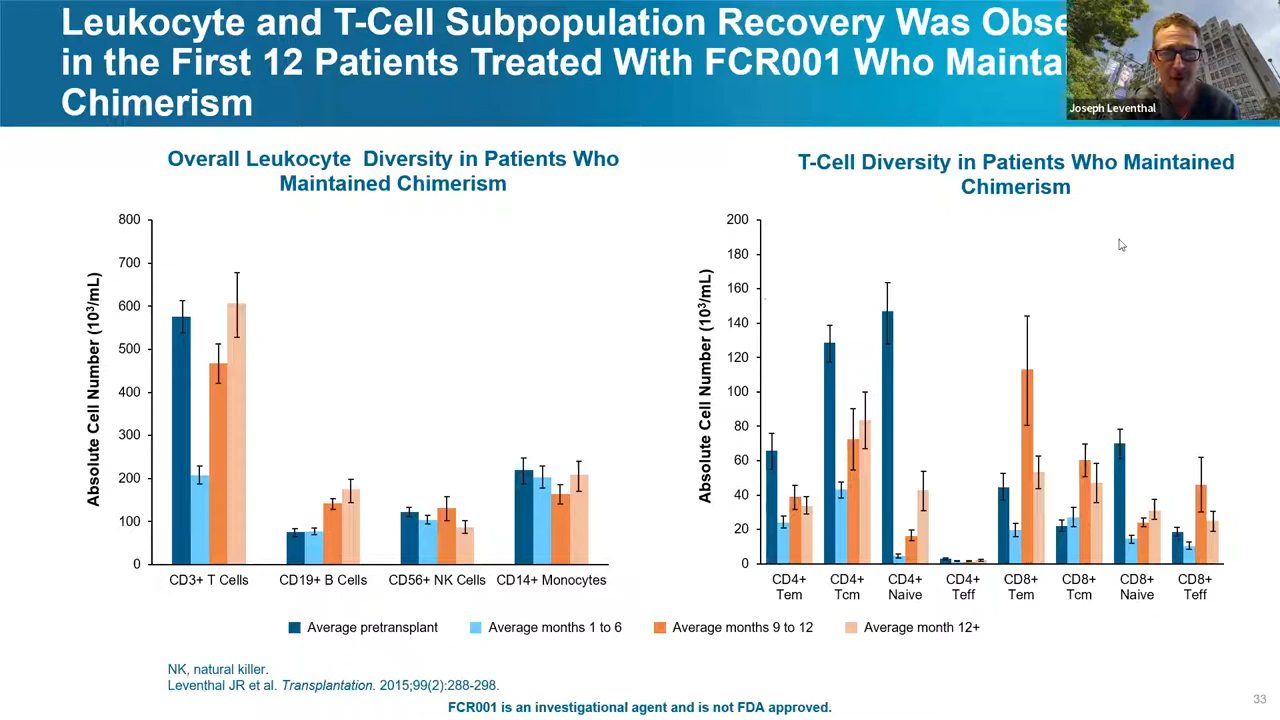 Leukocyte and T-Cell Subpopulation Recovery Was
in the First 12 Patients Treated With FCR001 Who
Chimerism
Joseph Leventhal
Overall Leukocyte Diversity in Patients Who
Maintained Chimerism
Absolute Cell Number (10³/mL)
800
700
600
500
400
300
200
100
0
CD3+ T Cells CD19+ B Cells CD56+ NK Cells CD14+ Monocytes
T-Cell Diversity in Patients Who Maintained
Chimerism
Absolute Cell Number (10³/mL)
200
180
160
140
120
100
80
60
40
20
0
CD4+ CD4+ CD4+ CD4+ CD8+ CD8+ CD8+ CD8+
Tem Tcm Naive Teff Tem Tcm Naive Teff
Average pretransplant Average months 1 to 6 Average months 9 to 12 Average month 12+
NK, natural killer.
Leventhal JR et al. Transplantation. 2015;99(2):288-298.
FCR001 is an investigational agent and is not FDA approved.
33